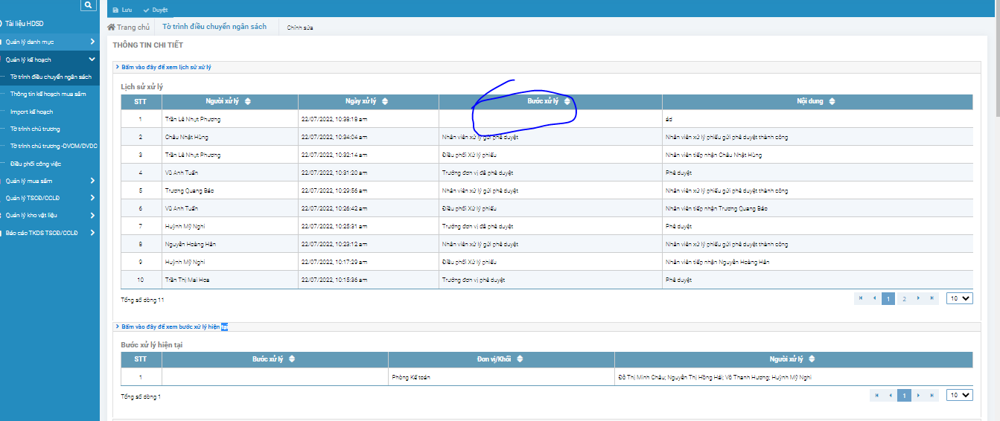 Lưu Duyệt
Tài liệu HDSD
Trang chủ Tờ trình điều chuyển ngân sách Chỉnh sửa
Quản lý danh mục
THÔNG TIN CHI TIẾT
Quản lý kế hoạch
Tờ trình điều chuyển ngân sách
Thông tin kế hoạch mua sắm
Import kế hoạch
Tờ trình chủ trương
Tờ trình chủ trương -DVCM/DVDC
Điều phối công việc
Quản lý mua sắm
Quản lý TSCĐ/CCLĐ
Quản lý kho vật liệu
Báo cáo TKDS TSCĐ/CCLĐ
Bấm vào đây để xem lịch sử xử lý
Lịch sử xử lý
STT Người xử lý Ngày xử lý Bước xử lý Nội dung
1 Trần Lê Nhựt Phương 22/07/2022, 10:38:18 am ád
2 Châu Nhật Hùng 22/07/2022, 10:34:04 am Nhân viên xử lý gửi phê duyệt Nhân viên xử lý phiếu gửi phê duyệt thành công
3 Trần Lê Nhựt Phương 22/07/2022, 10:32:14 am Điều phối Xử lý phiếu Nhân viên tiếp nhận Châu Nhật Hùng
4 Vũ Anh Tuấn 22/07/2022, 10:31:20 am Trưởng đơn vị đã phê duyệt Phê duyệt
5 Trương Quang Bảo 22/07/2022, 10:29:56 am Nhân viên xử lý gửi phê duyệt Nhân viên xử lý phiếu gửi phê duyệt thành công
6 Vũ Anh Tuấn 22/07/2022, 10:26:42 am Điều phối Xử lý phiếu Nhân viên tiếp nhận Trương Quang Bảo
7 Huỳnh Mỹ Nghi 22/07/2022, 10:25:31 am Trưởng đơn vị đã phê duyệt Phê duyệt
8 Nguyễn Hoàng Hân 22/07/2022, 10:23:12 am Nhân viên xử lý gửi phê duyệt Nhân viên xử lý phiếu gửi phê duyệt thành công
9 Huỳnh Mỹ Nghi 22/07/2022, 10:17:29 am Điều phối Xử lý phiếu Nhân viên tiếp nhận Nguyễn Hoàng Hân
10 Trần Thị Mai Hoa 22/07/2022, 10:15:36 am Trưởng đơn vị phê duyệt Phê duyệt
Tổng số dòng 11 1 2 10
Bấm vào đây để xem bước xử lý hiện tại
Bước xử lý hiện tại
STT Bước xử lý Đơn vị/Khối Người xử lý
1 Phòng Kế toán Đỗ Thị Minh Châu; Nguyễn Thị Hồng Hải; Võ Thanh Hương; Huỳnh Mỹ Nghi
Tổng số dòng 1 1 10